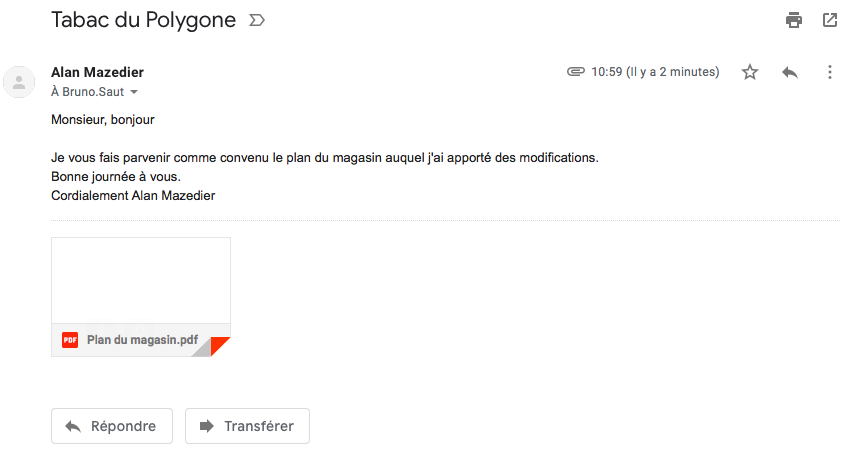 Tabac du Polygone
Alan Mazedier
10:59 (Il y a 2 minutes)
À Bruno.Saut
Monsieur, bonjour
Je vous fais parvenir comme convenu le plan du magasin auquel j'ai apporté des modifications.
Bonne journée à vous.
Cordialement Alan Mazedier
PDF Plan du magasin.pdf
Répondre
Transférer